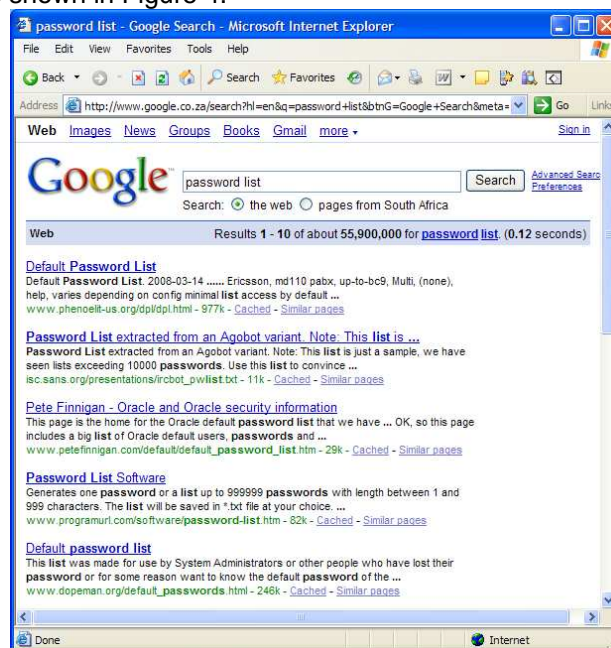 shown in Figure 4.
password list - Google Search - Microsoft Internet Explorer
File Edit View Favorites Tools Help
Back Search Favorites
Address http://www.google.co.za/search?hl=en&q=password+list&btnG=Google+Search&meta= Go Links
Web Images News Groups Books Gmail more Sign in
Google password list Search Advanced Searc
Preferences
Search: the web pages from South Africa
Web Results 1 - 10 of about 55,900,000 for password list. (0.12 seconds)
Default Password List
Default Password List. 2008-03-14 ...... Ericsson, md110 pabx, up-to-bc9, Multi, (none),
help, varies depending on config minimal list access by default ...
www.phenoelit-us.org/dpl/dpl.html - 977k - Cached - Similar pages
Password List extracted from an Agobot variant. Note: This list is ...
Password List extracted from an Agobot variant. Note: This list is just a sample, we have
seen lists exceeding 10000 passwords. Use this list to convince ...
isc.sans.org/presentations/ircbot_pwlist.txt - 11k - Cached - Similar pages
Pete Finnigan - Oracle and Oracle security information
This page is the home for the Oracle default password list that we have ... OK, so this page
includes a big list of Oracle default users, passwords and ...
www.petefinnigan.com/default/default_password_list.htm - 29k - Cached - Similar pages
Password List Software
Generates one password or a list up to 999999 passwords with length between 1 and
999 characters. The list will be saved in *.txt file at your choice. ...
www.programurl.com/software/password-list.htm - 82k - Cached - Similar pages
Default password list
This list was made for use by System Administrators or other people who have lost their
password or for some reason want to know the default password of the ...
www.dopeman.org/default_passwords.html - 246k - Cached - Similar pages
Done Internet